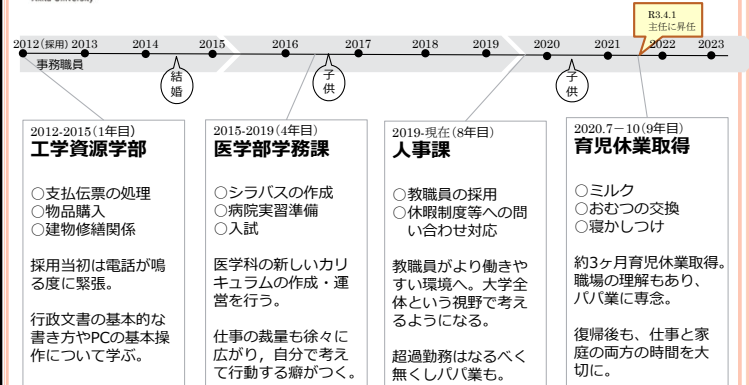 R3.4.1
主任に昇任
2012(採用) 2013 2014 2015 2016 2017 2018 2019 2020 2021 2022 2023
事務職員
結婚
子供
子供
2012-2015(1年目)
工学資源学部
○支払伝票の処理
○物品購入
○建物修繕関係
採用当初は電話が鳴
る度に緊張。
行政文書の基本的な
書き方やPCの基本操
作について学ぶ。
2015-2019(4年目)
医学部学務課
○シラバスの作成
○病院実習準備
○入試
医学科の新しいカリ
キュラムの作成・運
営を行う。
仕事の裁量も徐々に
広がり，自分で考え
て行動する癖がつく。
2019-現在(8年目)
人事課
○教職員の採用
○休暇制度等への問
い合わせ対応
教職員がより働きや
すい環境へ。大学全
体という視野で考え
るようになる。
超過勤務はなるべく
無くしパパ業も。
2020.7－10(9年目)
育児休業取得
○ミルク
○おむつの交換
○寝かしつけ
約3ヶ月育児休業取得。
職場の理解もあり、
パパ業に専念。
復帰後も、仕事と家
庭の両方の時間を大
切に。